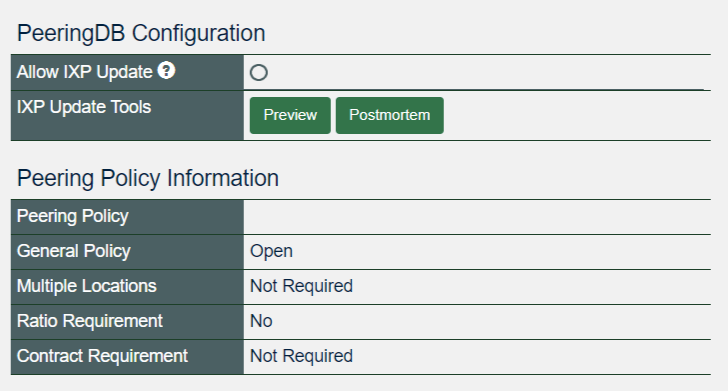 PeeringDB Configuration
Allow IXP Update ?
IXP Update Tools Preview Postmortem
Peering Policy Information
Peering Policy
General Policy Open
Multiple Locations Not Required
Ratio Requirement No
Contract Requirement Not Required